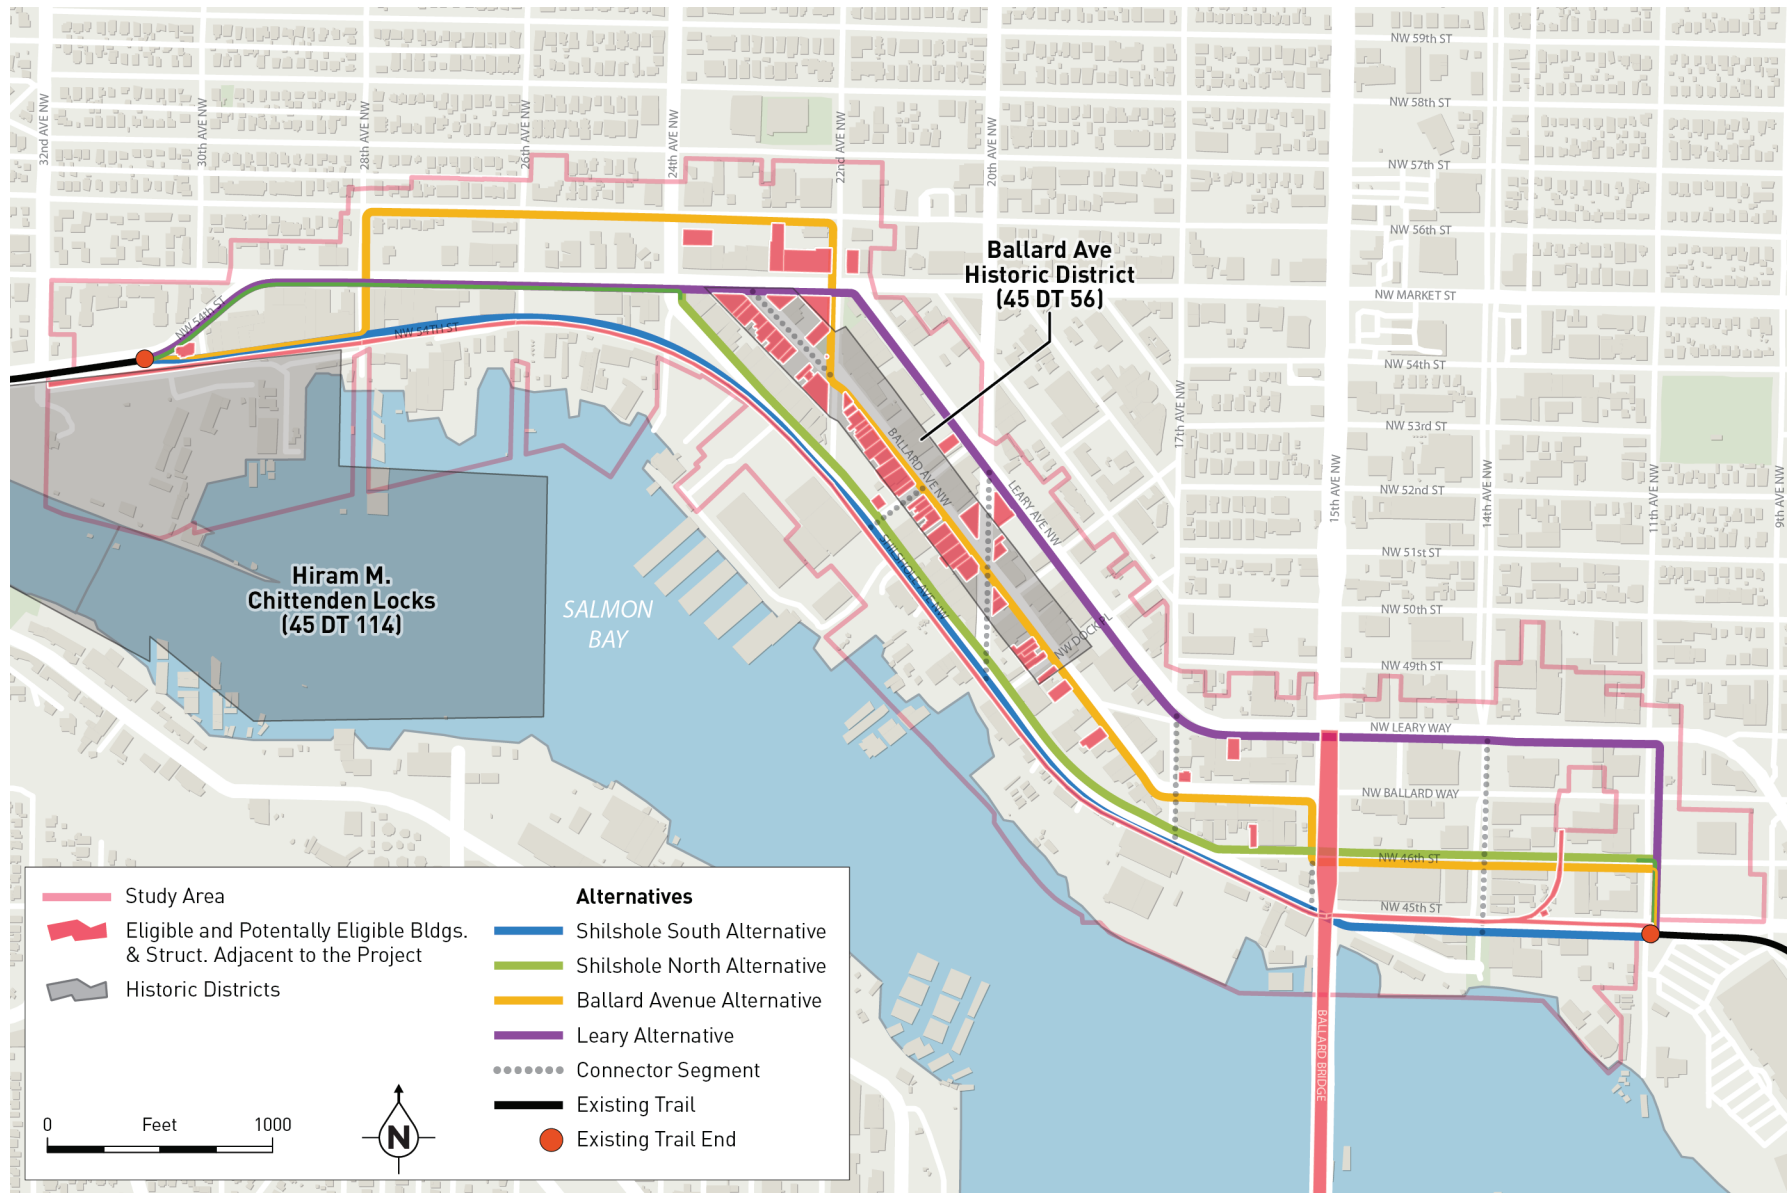 NW 59th ST
NW 58th ST
NW 57th ST
NW 56th ST
NW MARKET ST
NW 54th ST
NW 53rd ST
NW 52nd ST
NW 51st ST
NW 50th ST
NW 49th ST
NW LEARY WAY
NW BALLARD WAY
NW 46th ST
NW 45th ST
32nd AVE NW
30th AVE NW
28th AVE NW
26th AVE NW
24th AVE NW
22nd AVE NW
20th AVE NW
17th AVE NW
15th AVE NW
14th AVE NW
11th AVE NW
9th AVE NW
NW 54th ST
NW 54TH ST
Ballard Ave
Historic District
(45 DT 56)
BALLARD AVE NW
LEARY AVE NW
SHILSHOLE AVE NW
NW DOCK PL
Hiram M.
Chittenden Locks
(45 DT 114)
SALMON
BAY
BALLARD BRIDGE
Study Area
Eligible and Potentally Eligible Bldgs.
& Struct. Adjacent to the Project
Historic Districts
0 Feet 1000
N
Alternatives
Shilshole South Alternative
Shilshole North Alternative
Ballard Avenue Alternative
Leary Alternative
Connector Segment
Existing Trail
Existing Trail End